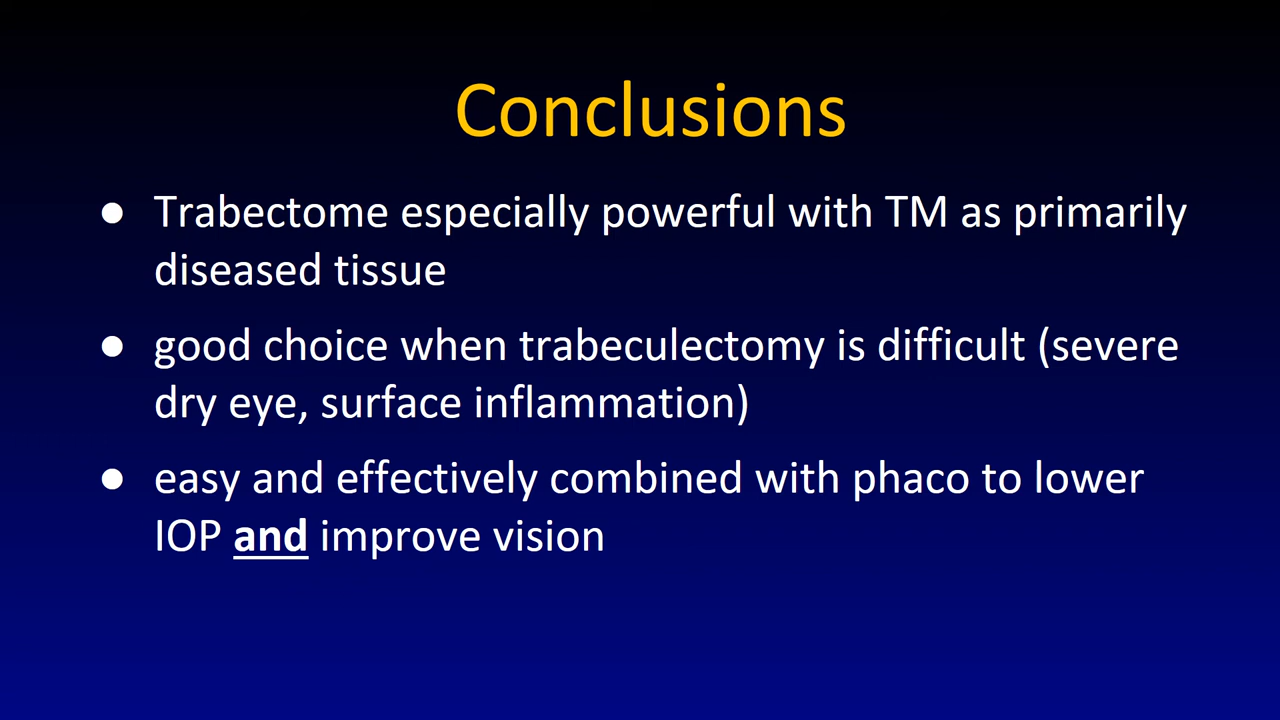 Conclusions
● Trabectome especially powerful with TM as primarily
diseased tissue
● good choice when trabeculectomy is difficult (severe
dry eye, surface inflammation)
● easy and effectively combined with phaco to lower
IOP and improve vision